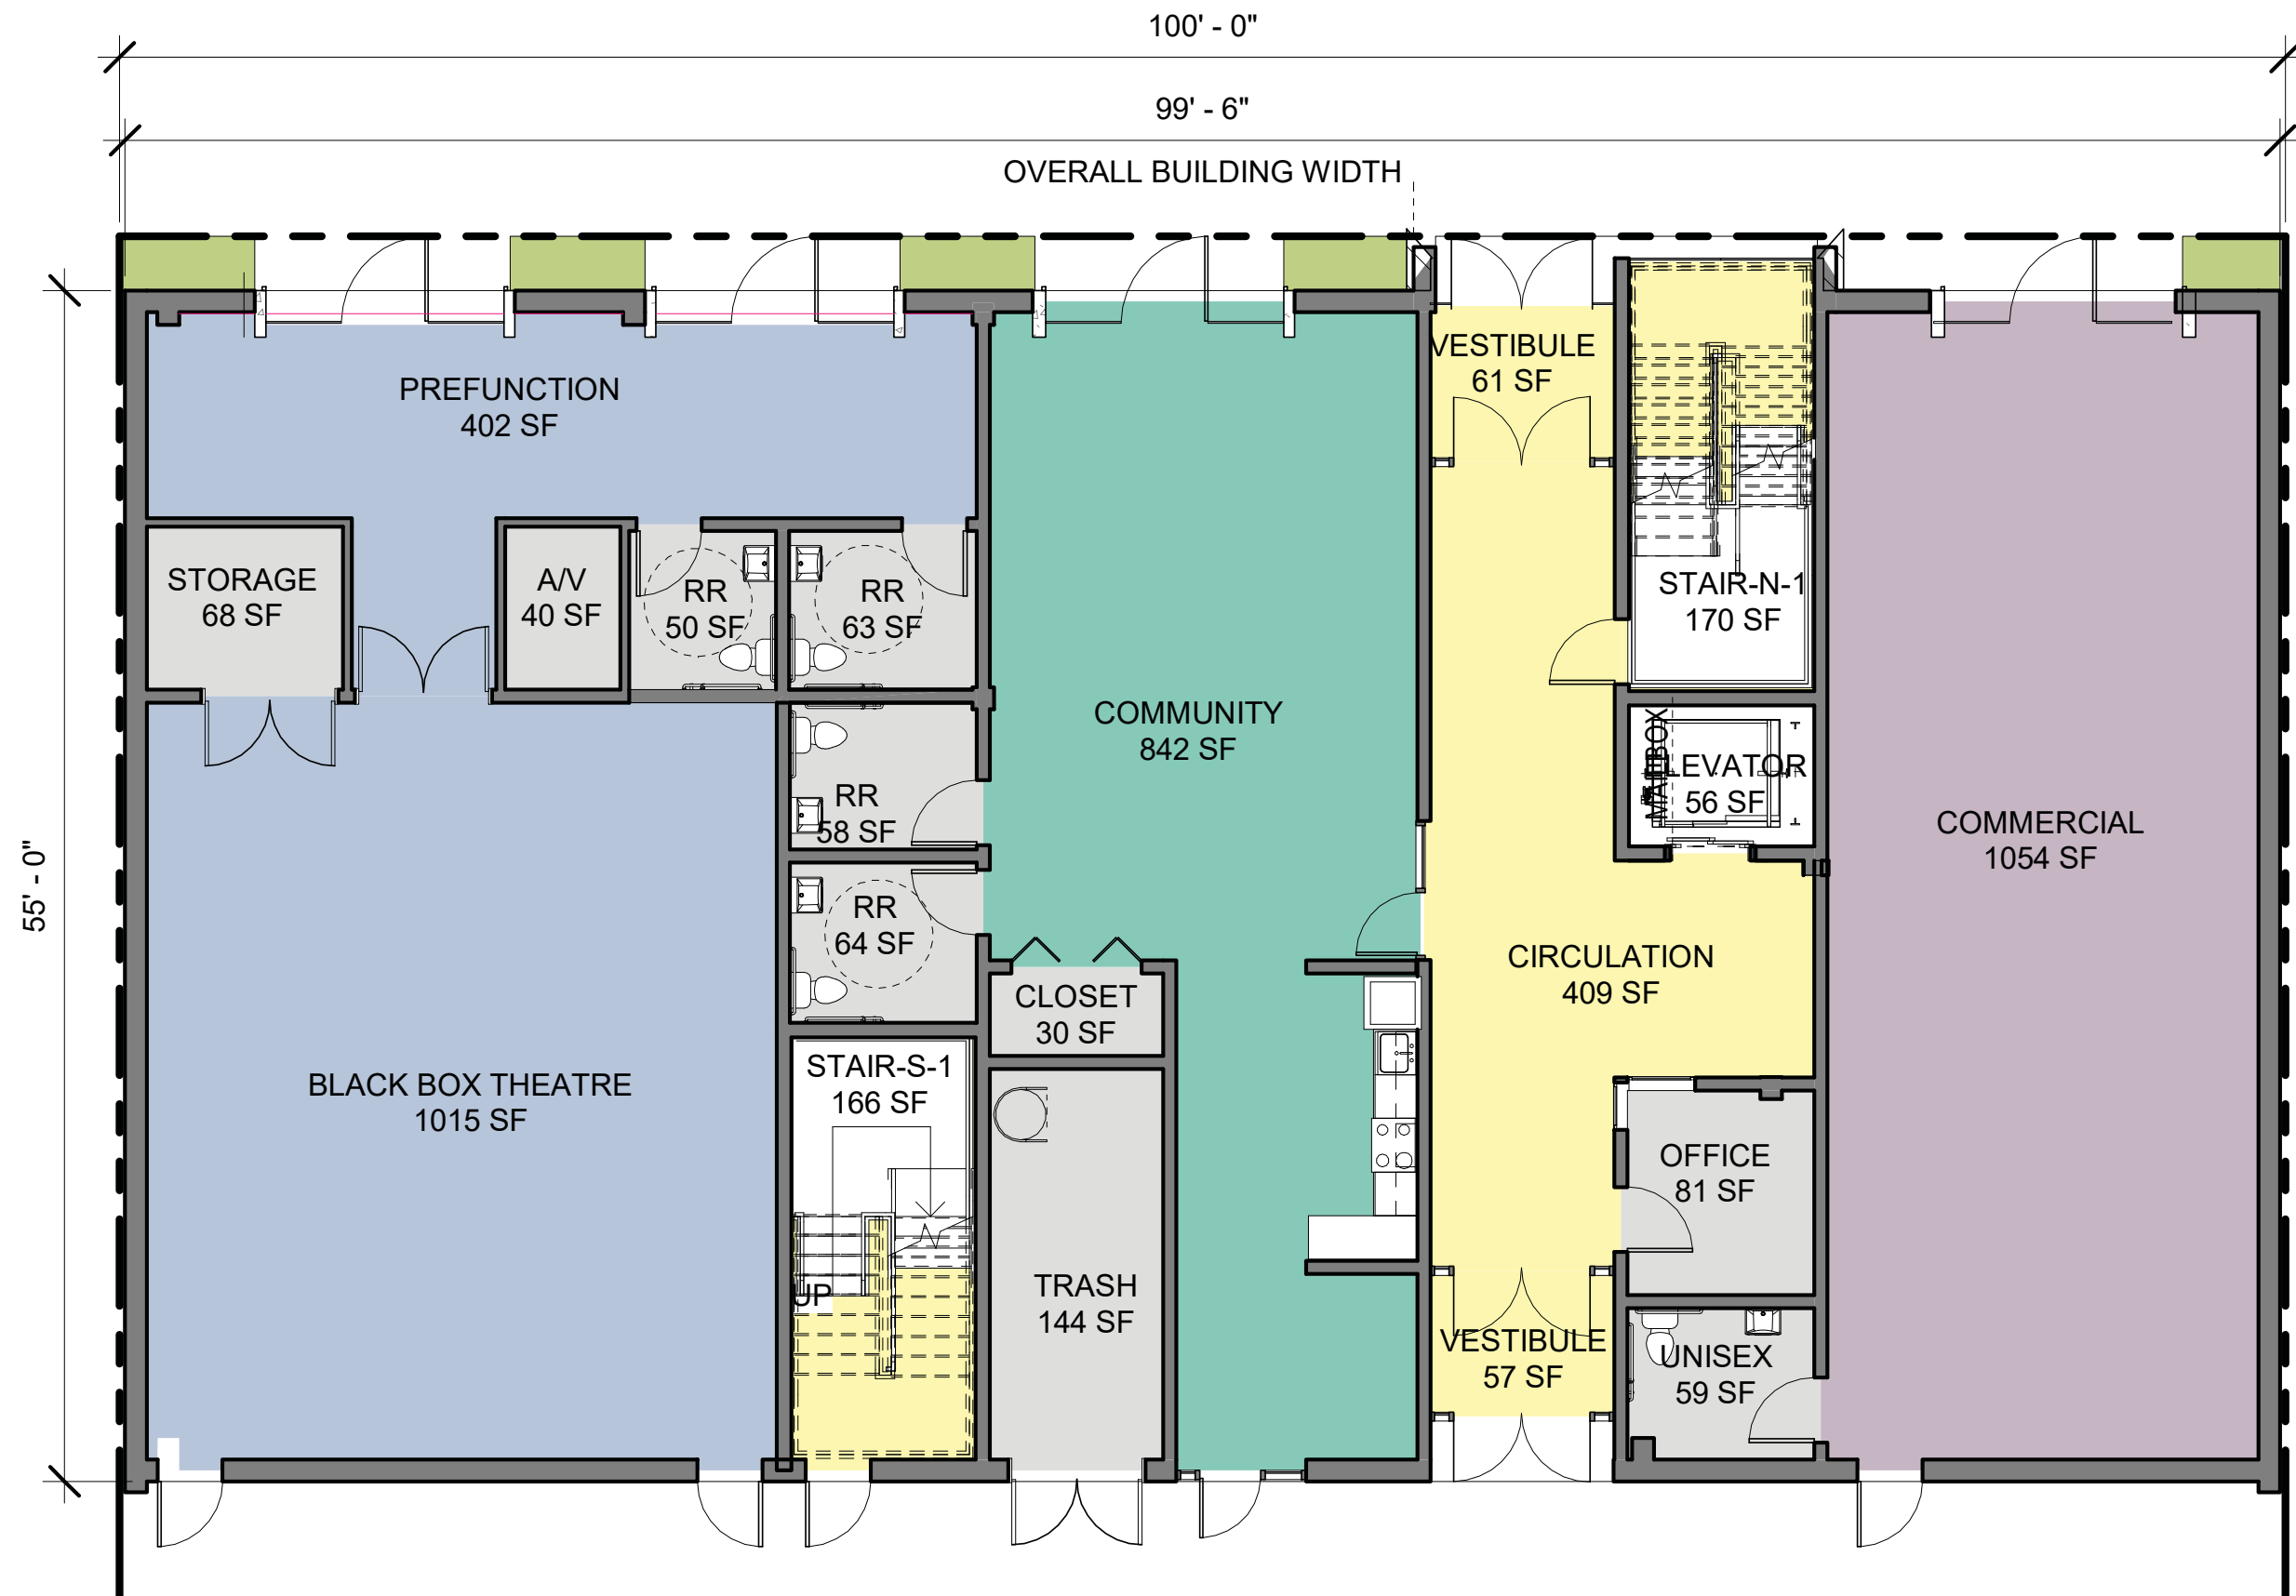 100' - 0"
99' - 6"
OVERALL BUILDING WIDTH
VESTIBULE
61 SF
PREFUNCTION
402 SF
STORAGE
68 SF
A/V
40 SF
RR
50 SF
RR
63 SF
STAIR-N-1
170 SF
COMMUNITY
842 SF
MAILBOX
ELEVATOR
56 SF
RR
58 SF
COMMERCIAL
1054 SF
55' - 0"
RR
64 SF
CIRCULATION
409 SF
CLOSET
30 SF
BLACK BOX THEATRE
1015 SF
STAIR-S-1
166 SF
OFFICE
81 SF
UP
TRASH
144 SF
VESTIBULE
57 SF
UNISEX
59 SF